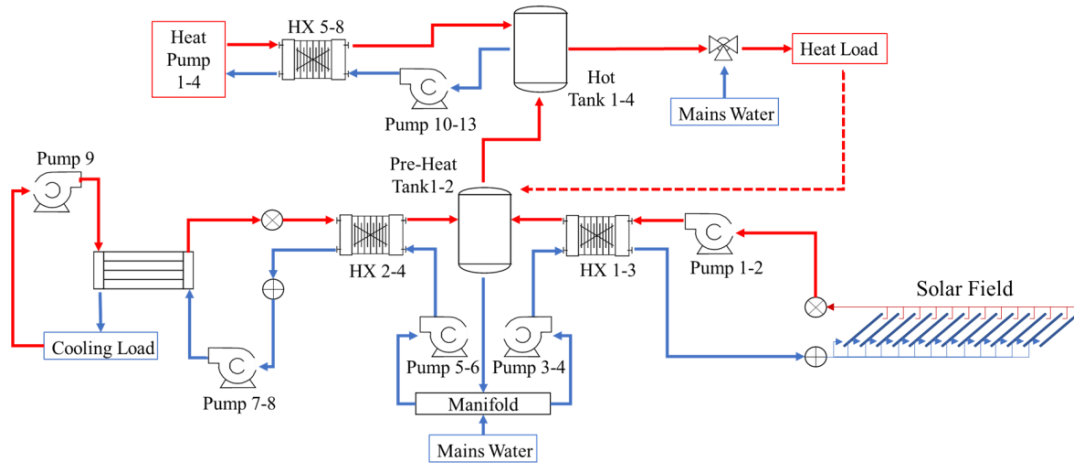 HX 5-8
Heat
Pump
1-4
Heat Load
Hot
Tank 1-4
Mains Water
Pump 10-13
Pump 9
Pre-Heat
Tank1-2
HX 2-4
HX 1-3
Pump 1-2
Solar Field
Cooling Load
Pump 5-6
Pump 3-4
Pump 7-8
Manifold
Mains Water